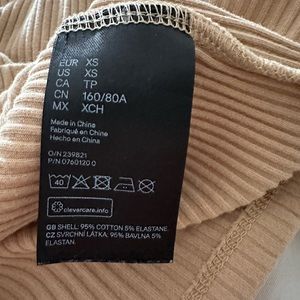 EUR XS
US XS
CA TP
CN 160/80A
MX XCH
Made in China
Fabriqué en Chine
Hecho en China
O/N 239821
P/N 0760120 0
40
clevercare.info
GB SHELL: 95% COTTON 5% ELASTAN.
CZ SVRCHNÍ LÁTKA: 95% BAVLNA 5% ELASTAN.